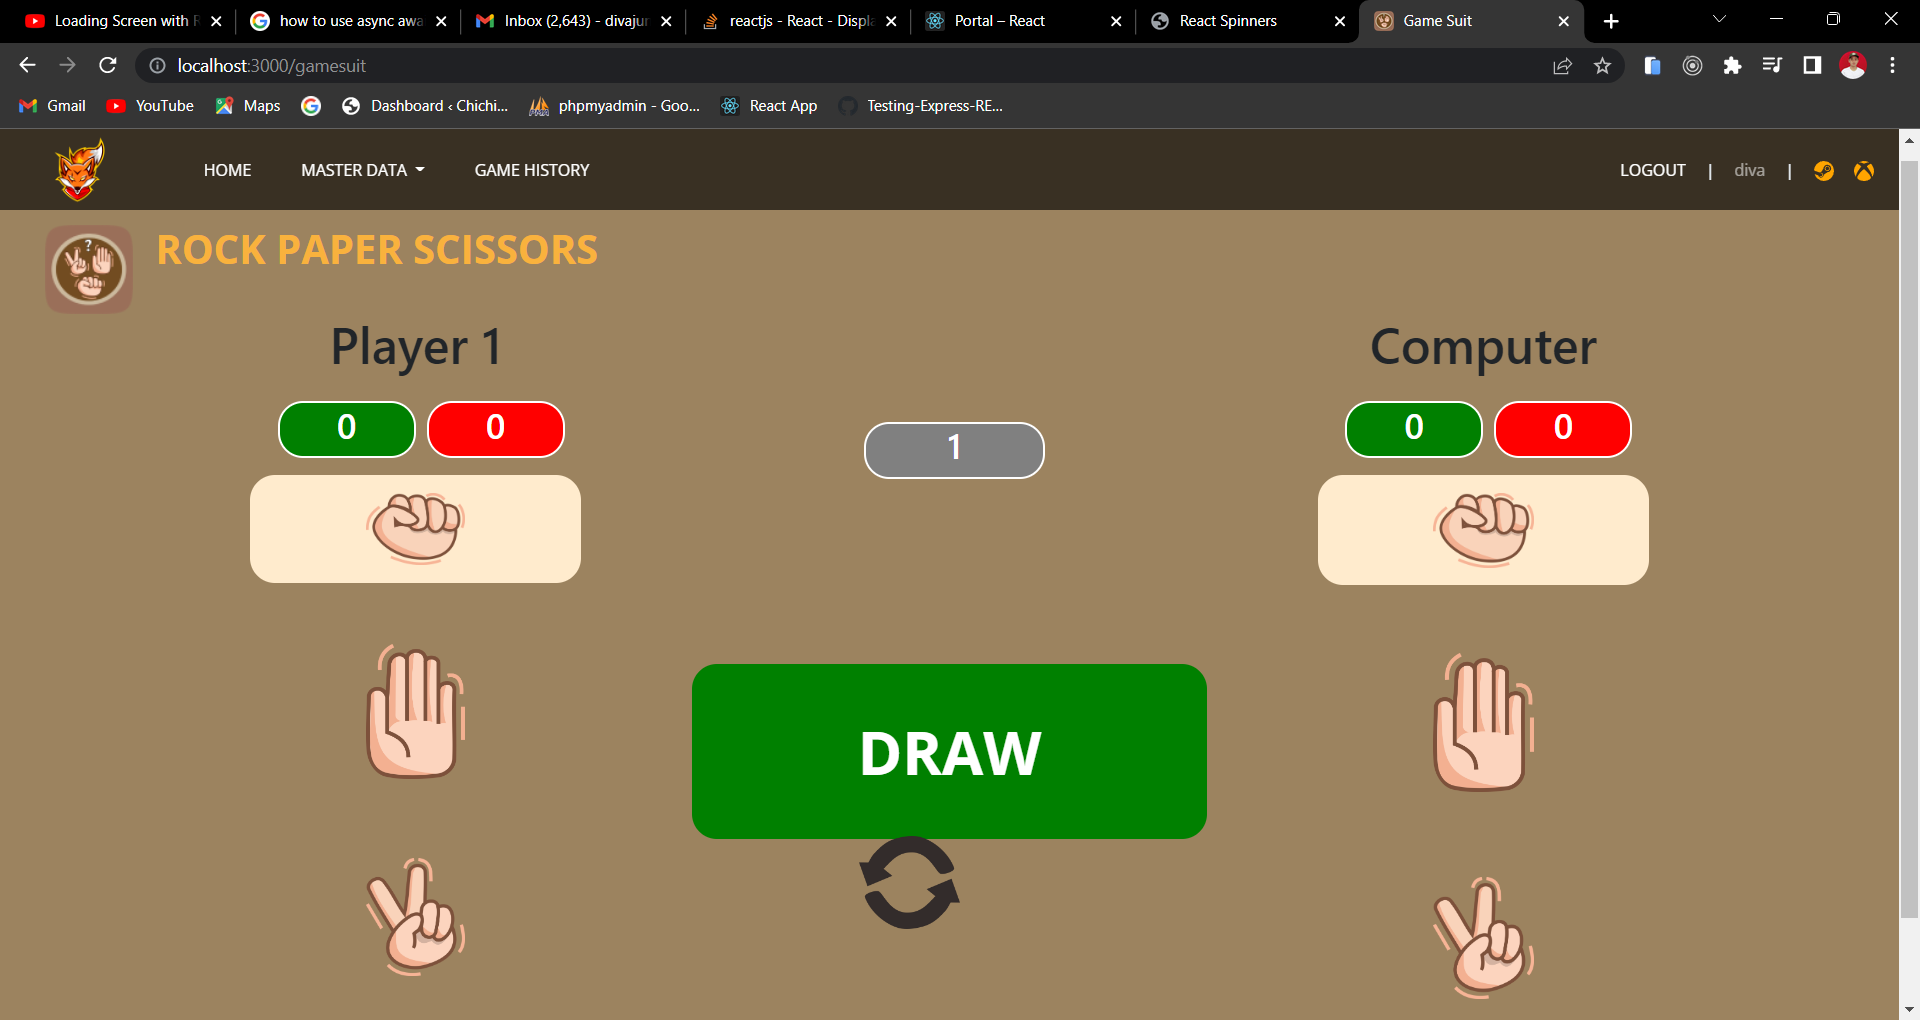 Loading Screen with R
how to use async awa
Inbox (2,643) - divajun
reactjs - React - Displa
Portal – React
React Spinners
Game Suit
localhost:3000/gamesuit
Gmail
YouTube
Maps
Dashboard ‹ Chichi...
phpmyadmin - Goo...
React App
Testing-Express-RE...
HOME
MASTER DATA
GAME HISTORY
LOGOUT | diva |
?
ROCK PAPER SCISSORS
Player 1
Computer
0 0
1
0 0
DRAW